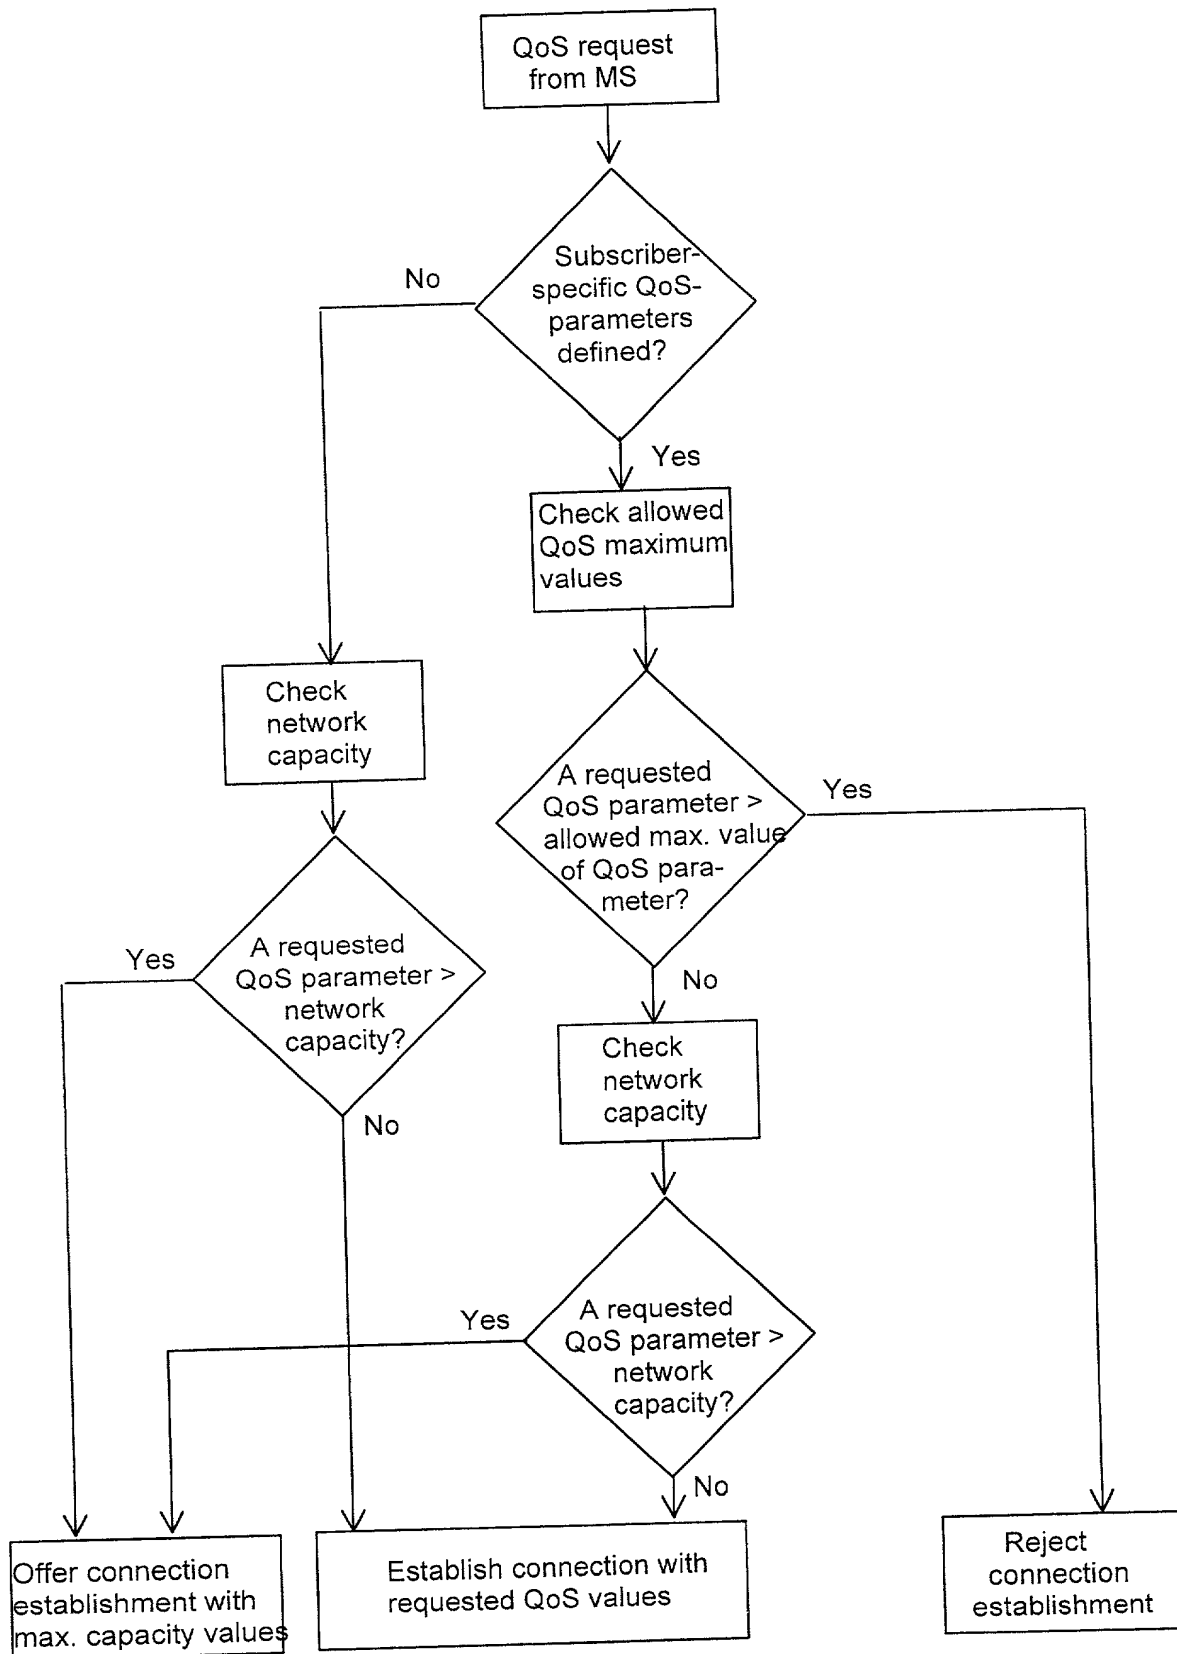 QoS request
from MS
Subscriber-
specific QoS-
parameters
defined?
No
Yes
Check allowed
QoS maximum
values
Check
network
capacity
A requested
QoS parameter >
allowed max. value
of QoS para-
meter?
Yes
No
A requested
QoS parameter >
network
capacity?
Yes
No
Check
network
capacity
A requested
QoS parameter >
network
capacity?
Yes
No
Offer connection
establishment with
max. capacity values
Establish connection with
requested QoS values
Reject
connection
establishment